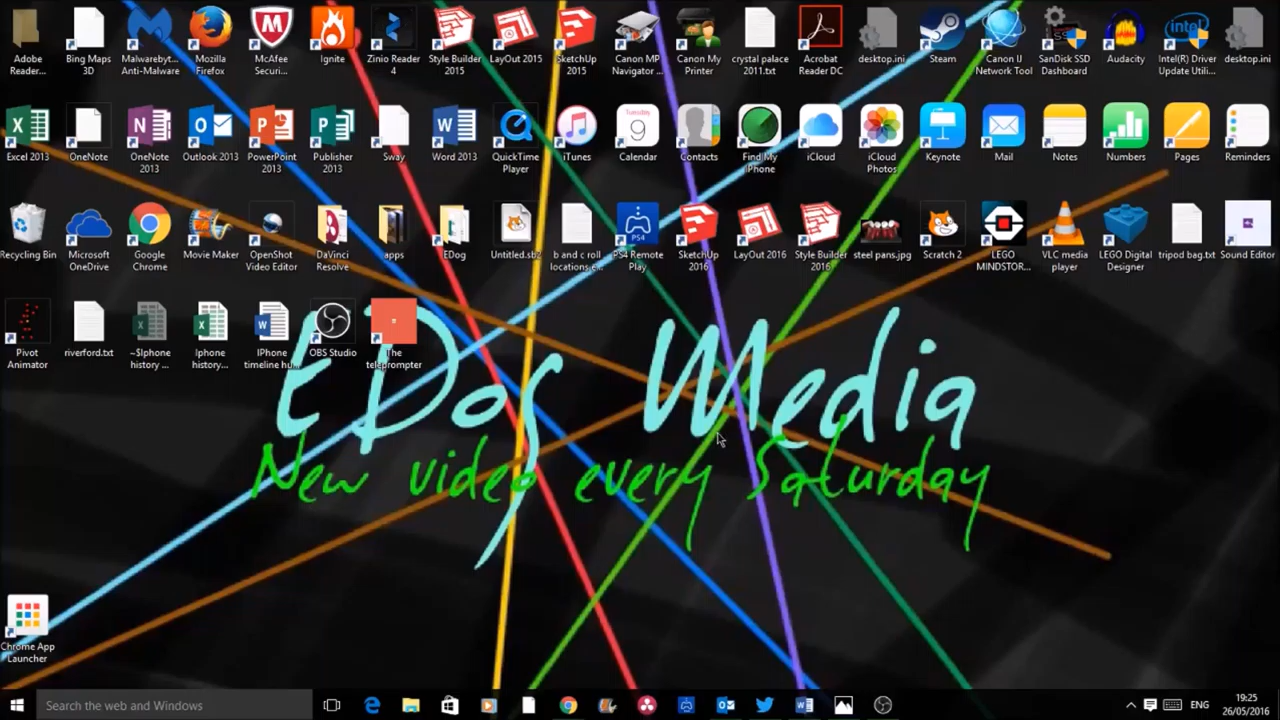 Adobe Reader...
Bing Maps 3D
Malwarebyt... Anti-Malware
Mozilla Firefox
McAfee Securi...
Ignite
Zinio Reader 4
Style Builder 2015
LayOut 2015
SketchUp 2015
Canon MP Navigator ...
Canon My Printer
crystal palace 2011.txt
Acrobat Reader DC
desktop.ini
Steam
Canon IJ Network Tool
SanDisk SSD Dashboard
Audacity
Intel(R) Driver Update Utili...
desktop.ini
Excel 2013
OneNote
OneNote 2013
Outlook 2013
PowerPoint 2013
Publisher 2013
Sway
Word 2013
QuickTime Player
iTunes
Tuesday
9
Calendar
Contacts
Find My iPhone
iCloud
iCloud Photos
Keynote
Mail
Notes
Numbers
Pages
Reminders
Recycling Bin
Microsoft OneDrive
Google Chrome
Movie Maker
OpenShot Video Editor
DaVinci Resolve
apps
EDog
Untitled.sb2
b and c roll locations e...
PS4 Remote Play
SketchUp 2016
LayOut 2016
Style Builder 2016
steel pans.jpg
Scratch 2
LEGO MINDSTOR...
VLC media player
LEGO Digital Designer
tripod bag.txt
Sound Editor
Pivot Animator
riverford.txt
~$Iphone history ...
Iphone history...
IPhone timeline hu...
OBS Studio
The teleprompter
EDog Media
New video every Saturday
Chrome App Launcher
Search the web and Windows
ENG
19:25
26/05/2016